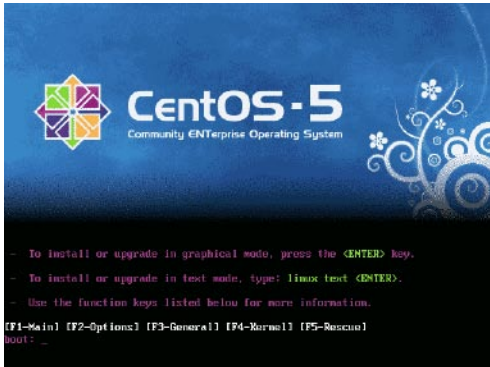 CentOS-5
Community ENTerprise Operating System
- To install or upgrade in graphical mode, press the <ENTER> key.
- To install or upgrade in text mode, type: linux text <ENTER>.
- Use the function keys listed below for more information.
[F1-Main] [F2-Options] [F3-General] [F4-Kernel] [F5-Rescue]
boot: _